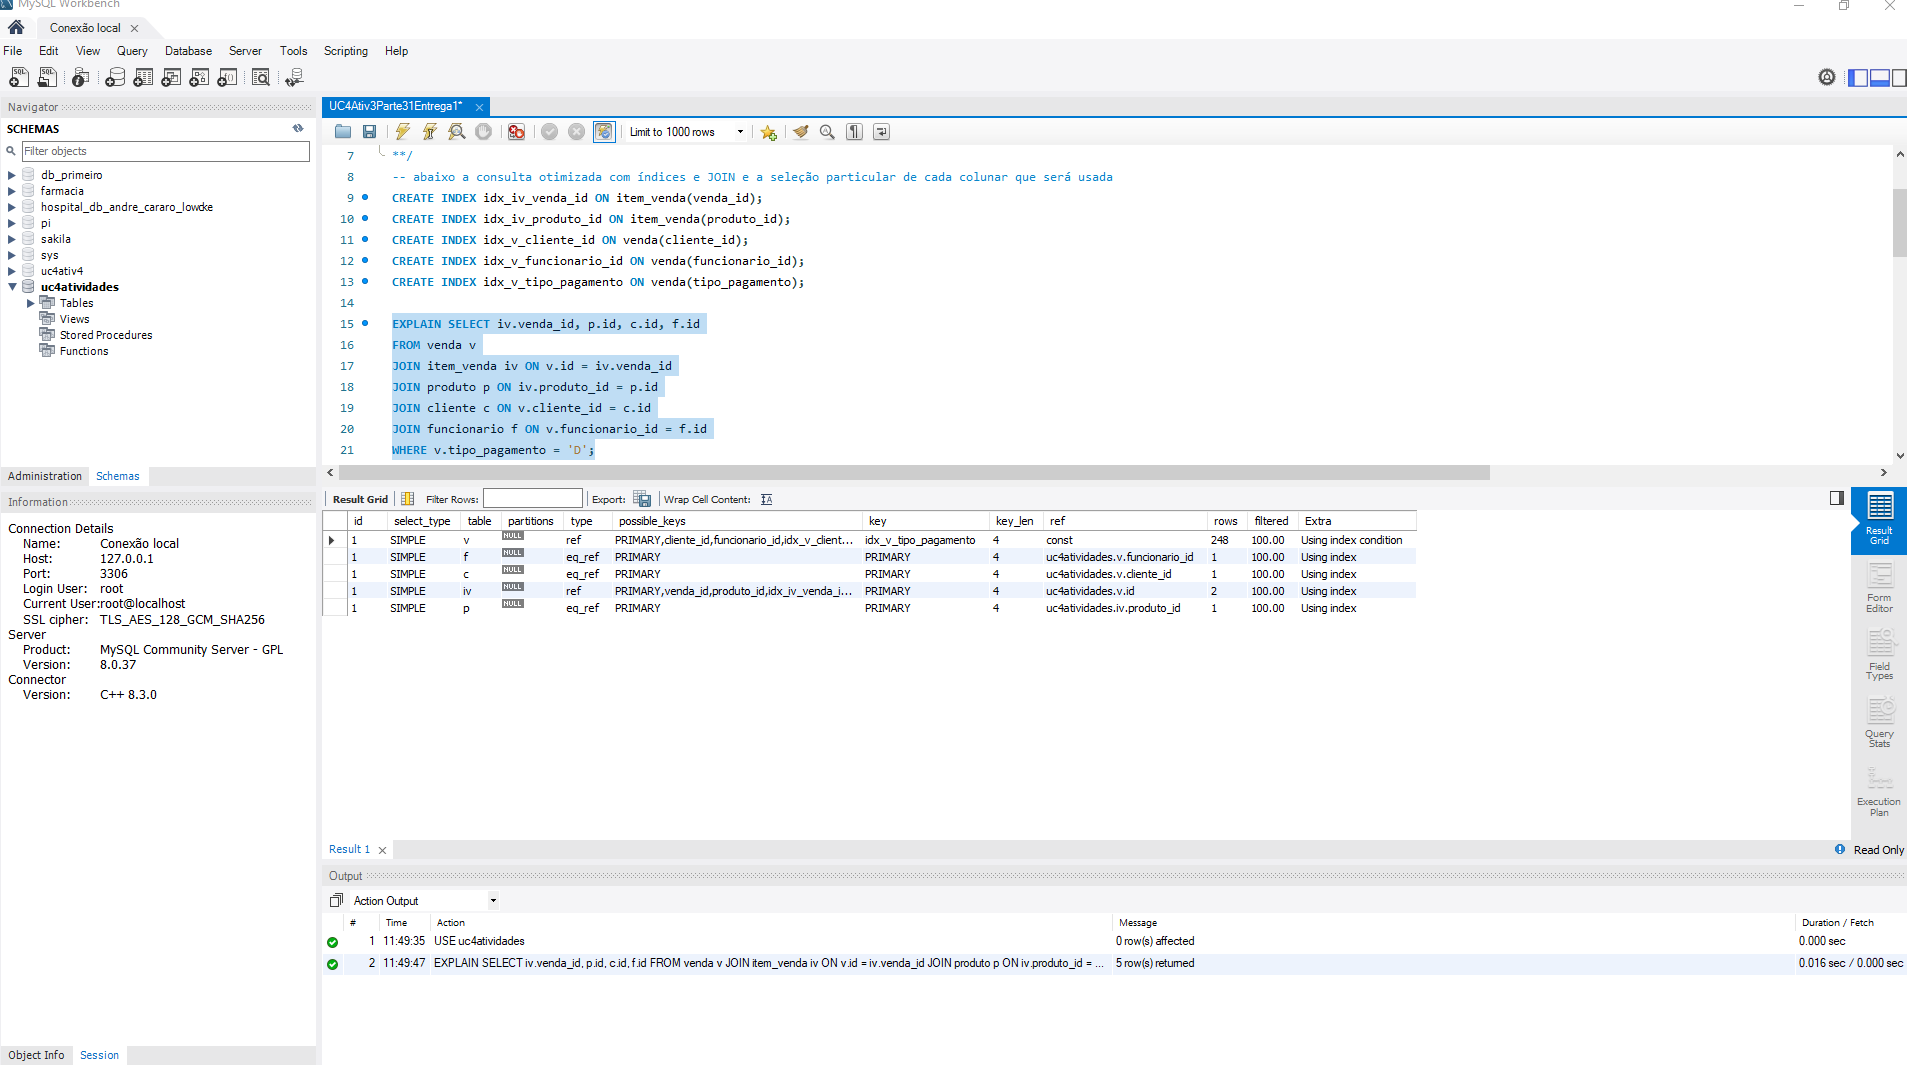 MySQL Workbench
Conexão local
File Edit View Query Database Server Tools Scripting Help
Navigator
SCHEMAS
Filter objects
db_primeiro
farmacia
hospital_db_andre_cararo_lowcke
pi
sakila
sys
uc4ativ4
uc4atividades
Tables
Views
Stored Procedures
Functions
Administration Schemas
Information
Connection Details
Name: Conexão local
Host: 127.0.0.1
Port: 3306
Login User: root
Current User:root@localhost
SSL cipher: TLS_AES_128_GCM_SHA256
Server
Product: MySQL Community Server - GPL
Version: 8.0.37
Connector
Version: C++ 8.3.0
Object Info Session
UC4Ativ3Parte31Entrega1*
Limit to 1000 rows
7 **/
8 -- abaixo a consulta otimizada com índices e JOIN e a seleção particular de cada colunar que será usada
9 CREATE INDEX idx_iv_venda_id ON item_venda(venda_id);
10 CREATE INDEX idx_iv_produto_id ON item_venda(produto_id);
11 CREATE INDEX idx_v_cliente_id ON venda(cliente_id);
12 CREATE INDEX idx_v_funcionario_id ON venda(funcionario_id);
13 CREATE INDEX idx_v_tipo_pagamento ON venda(tipo_pagamento);
14
15 EXPLAIN SELECT iv.venda_id, p.id, c.id, f.id
16 FROM venda v
17 JOIN item_venda iv ON v.id = iv.venda_id
18 JOIN produto p ON iv.produto_id = p.id
19 JOIN cliente c ON v.cliente_id = c.id
20 JOIN funcionario f ON v.funcionario_id = f.id
21 WHERE v.tipo_pagamento = 'D';
Result Grid Filter Rows: Export: Wrap Cell Content:
id select_type table partitions type possible_keys key key_len ref rows filtered Extra
1 SIMPLE v NULL ref PRIMARY,cliente_id,funcionario_id,idx_v_client... idx_v_tipo_pagamento 4 const 248 100.00 Using index condition
1 SIMPLE f NULL eq_ref PRIMARY PRIMARY 4 uc4atividades.v.funcionario_id 1 100.00 Using index
1 SIMPLE c NULL eq_ref PRIMARY PRIMARY 4 uc4atividades.v.cliente_id 1 100.00 Using index
1 SIMPLE iv NULL ref PRIMARY,venda_id,produto_id,idx_iv_venda_i... PRIMARY 4 uc4atividades.v.id 2 100.00 Using index
1 SIMPLE p NULL eq_ref PRIMARY PRIMARY 4 uc4atividades.iv.produto_id 1 100.00 Using index
Result
Grid
Form
Editor
Field
Types
Query
Stats
Execution
Plan
Result 1
Read Only
Output
Action Output
# Time Action Message Duration / Fetch
1 11:49:35 USE uc4atividades 0 row(s) affected 0.000 sec
2 11:49:47 EXPLAIN SELECT iv.venda_id, p.id, c.id, f.id FROM venda v JOIN item_venda iv ON v.id = iv.venda_id JOIN produto p ON iv.produto_id = ... 5 row(s) returned 0.016 sec / 0.000 sec